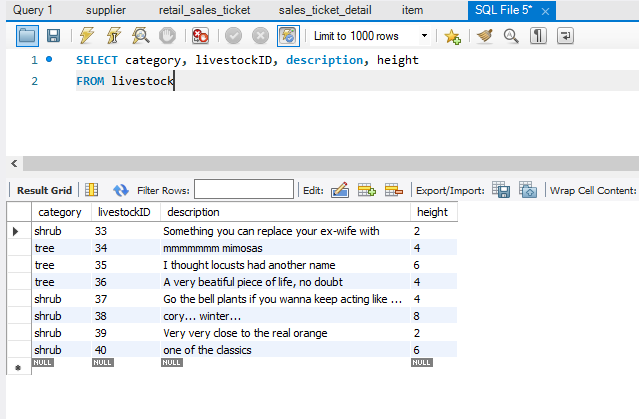 Query 1 supplier retail_sales_ticket sales_ticket_detail item SQL File 5* ×
Limit to 1000 rows
1 SELECT category, livestockID, description, height
2 FROM livestock
Result Grid Filter Rows: Edit: Export/Import: Wrap Cell Content:
category livestockID description height
shrub 33 Something you can replace your ex-wife with 2
tree 34 mmmmmmm mimosas 4
tree 35 I thought locusts had another name 6
tree 36 A very beatiful piece of life, no doubt 4
shrub 37 Go the bell plants if you wanna keep acting like ... 4
shrub 38 cory... winter... 8
shrub 39 Very very close to the real orange 2
shrub 40 one of the classics 6
NULL NULL NULL NULL